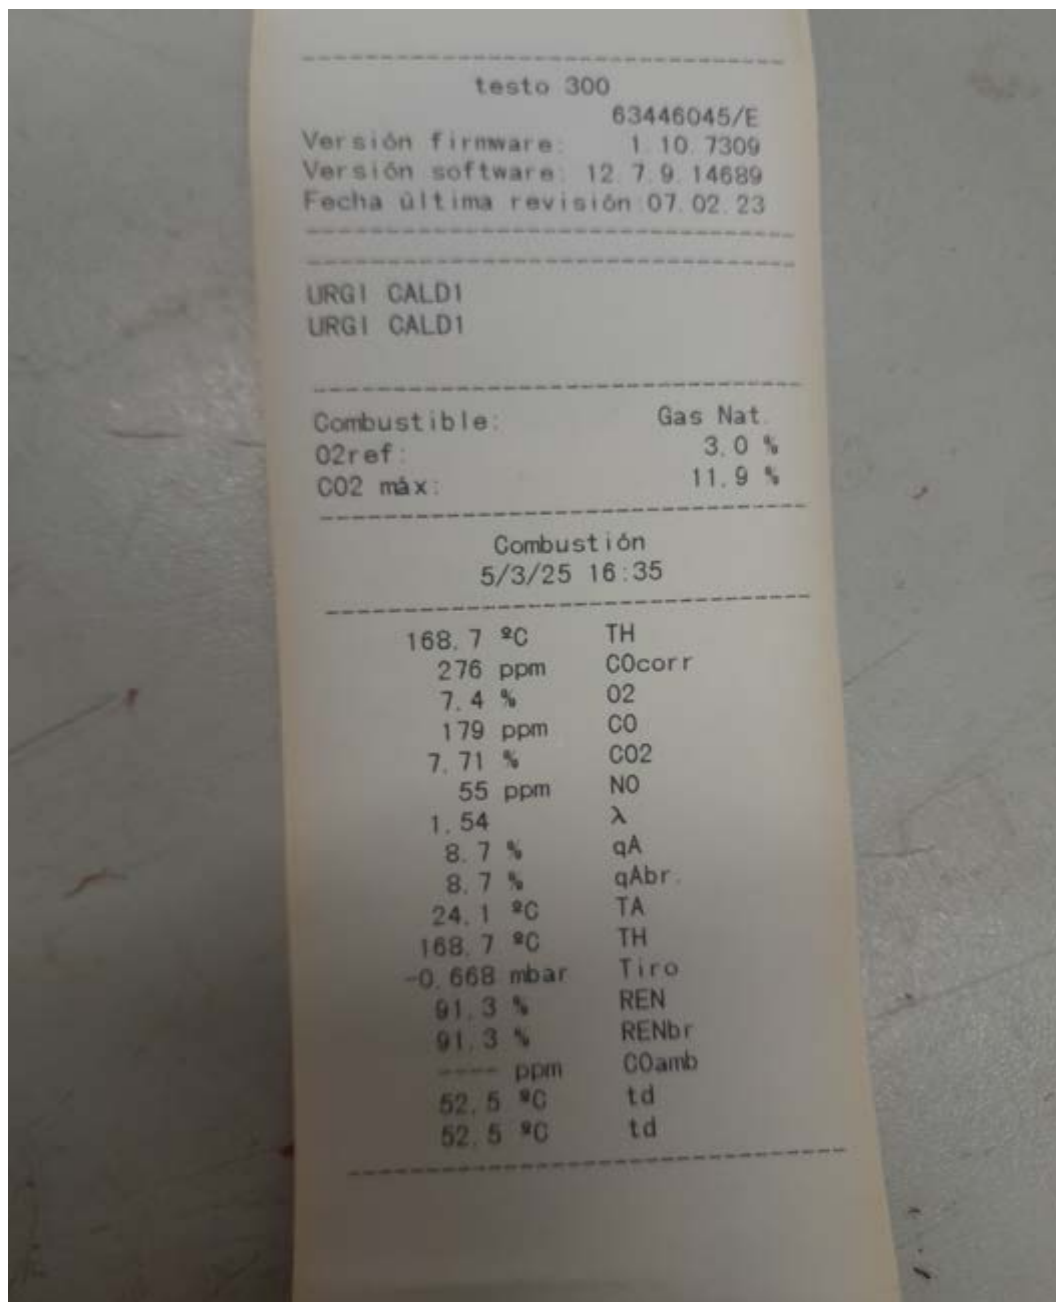 testo 300
63446045/E
Versión firmware: 1.10.7309
Versión software: 12.7.9.14689
Fecha última revisión:07.02.23
URGI CALD1
URGI CALD1
Combustible: Gas Nat.
O2ref: 3.0 %
CO2 máx: 11.9 %
Combustión
5/3/25 16:35
168.7 ºC TH
276 ppm COcorr
7.4 % O2
179 ppm CO
7.71 % CO2
55 ppm NO
1.54 λ
8.7 % qA
8.7 % qAbr.
24.1 ºC TA
168.7 ºC TH
-0.668 mbar Tiro
91.3 % REN
91.3 % RENbr
---- ppm COamb
52.5 ºC td
52.5 ºC td